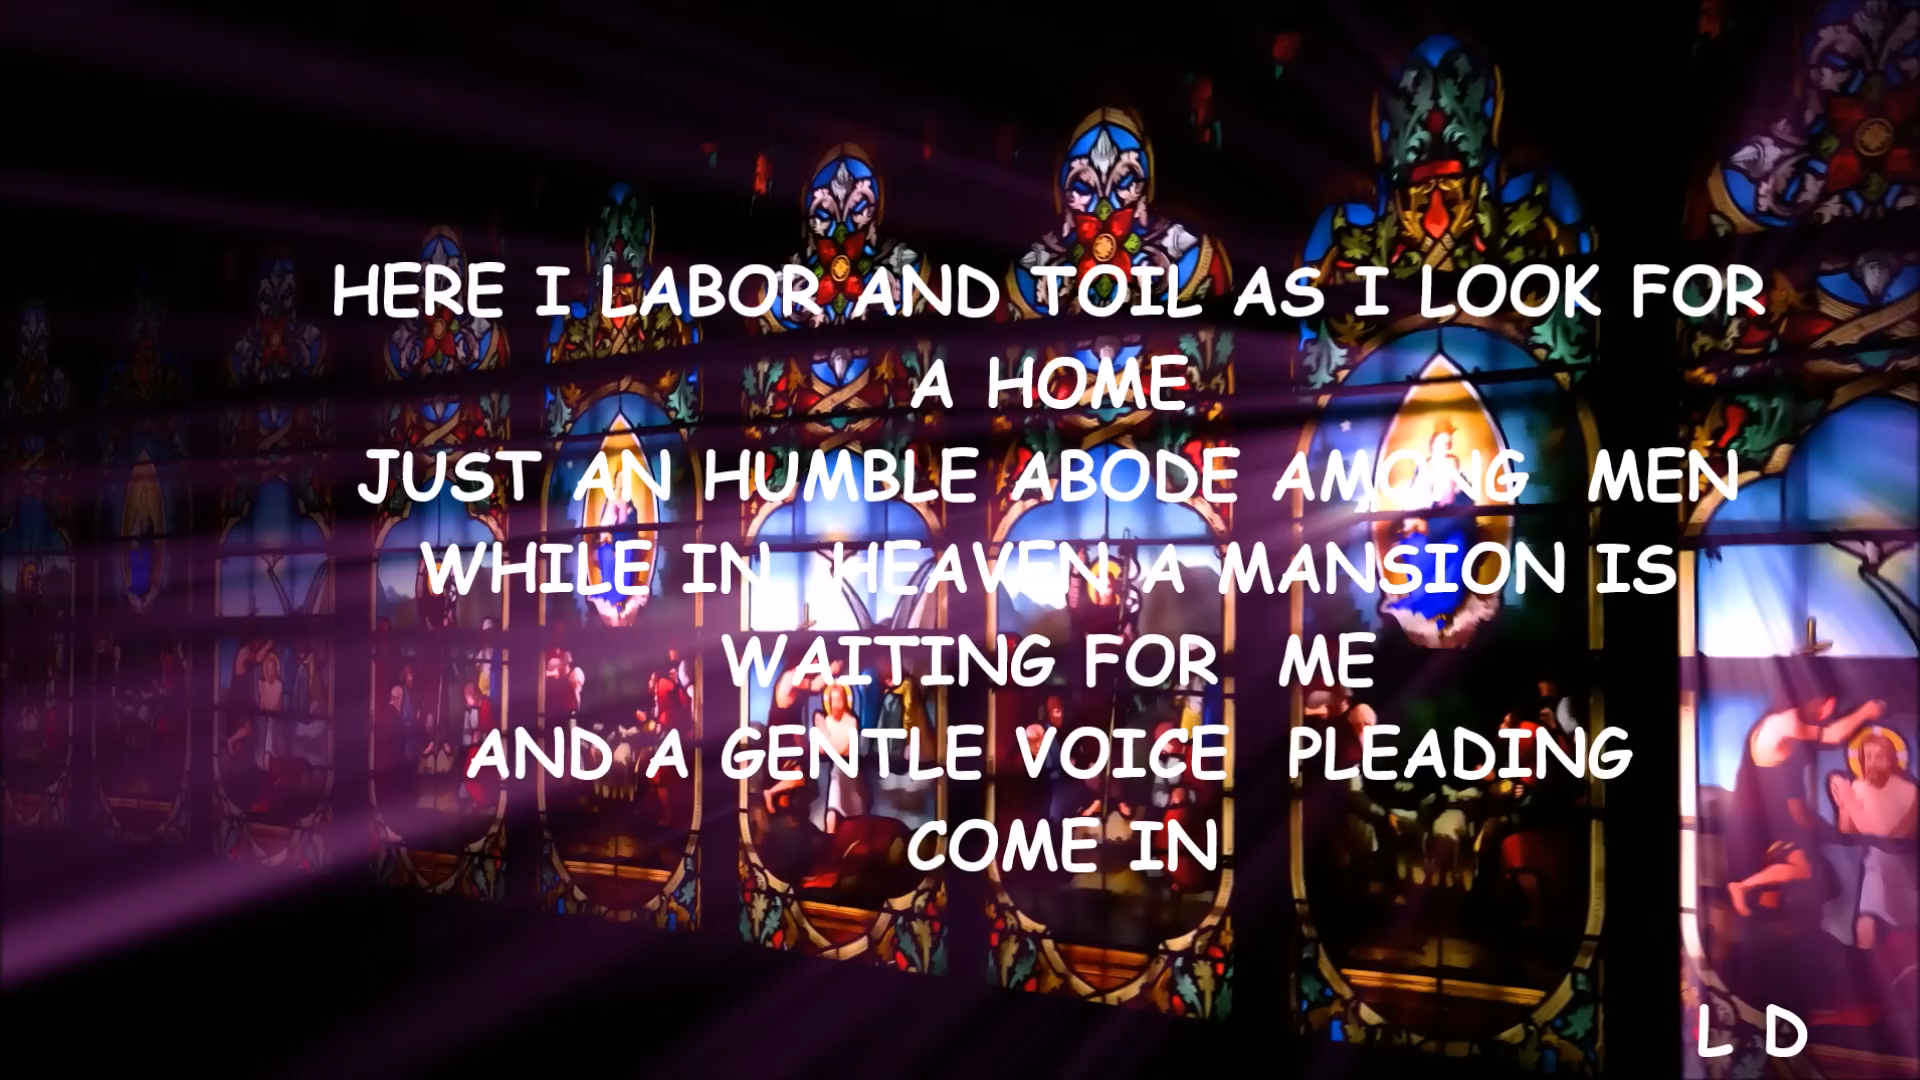 HERE I LABOR AND TOIL AS I LOOK FOR
A HOME
JUST AN HUMBLE ABODE AMONG MEN
WHILE IN HEAVEN A MANSION IS
WAITING FOR ME
AND A GENTLE VOICE PLEADING
COME IN
L D